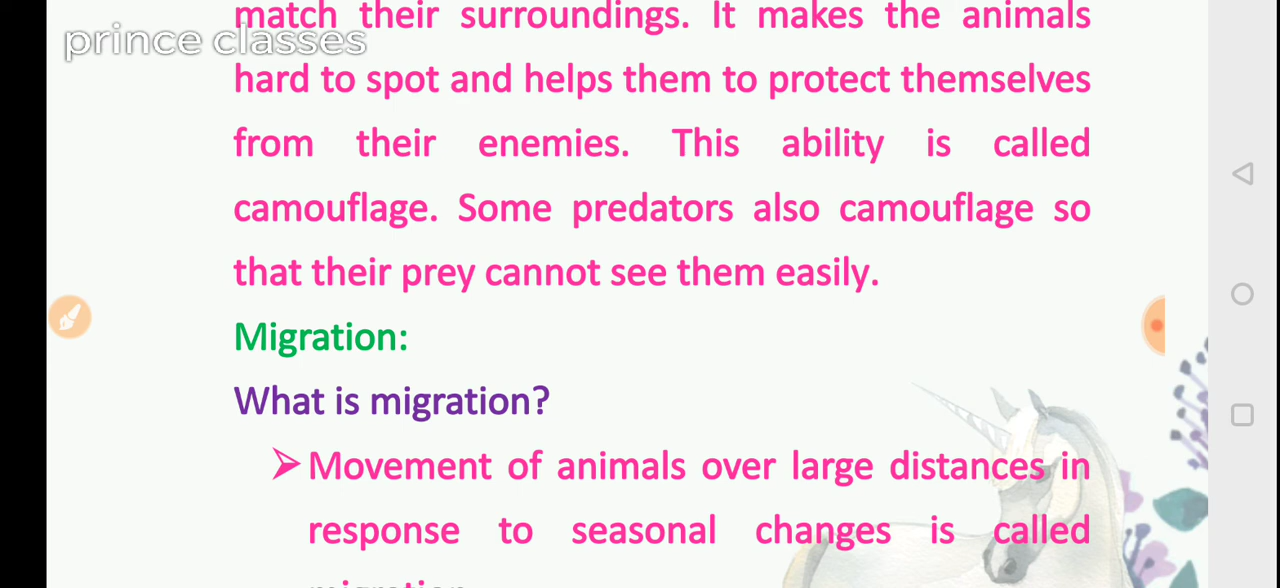 match their surroundings. It makes the animals
prince classes
hard to spot and helps them to protect themselves
from their enemies. This ability is called
camouflage. Some predators also camouflage so
that their prey cannot see them easily.
Migration:
What is migration?
Movement of animals over large distances in
response to seasonal changes is called
migration